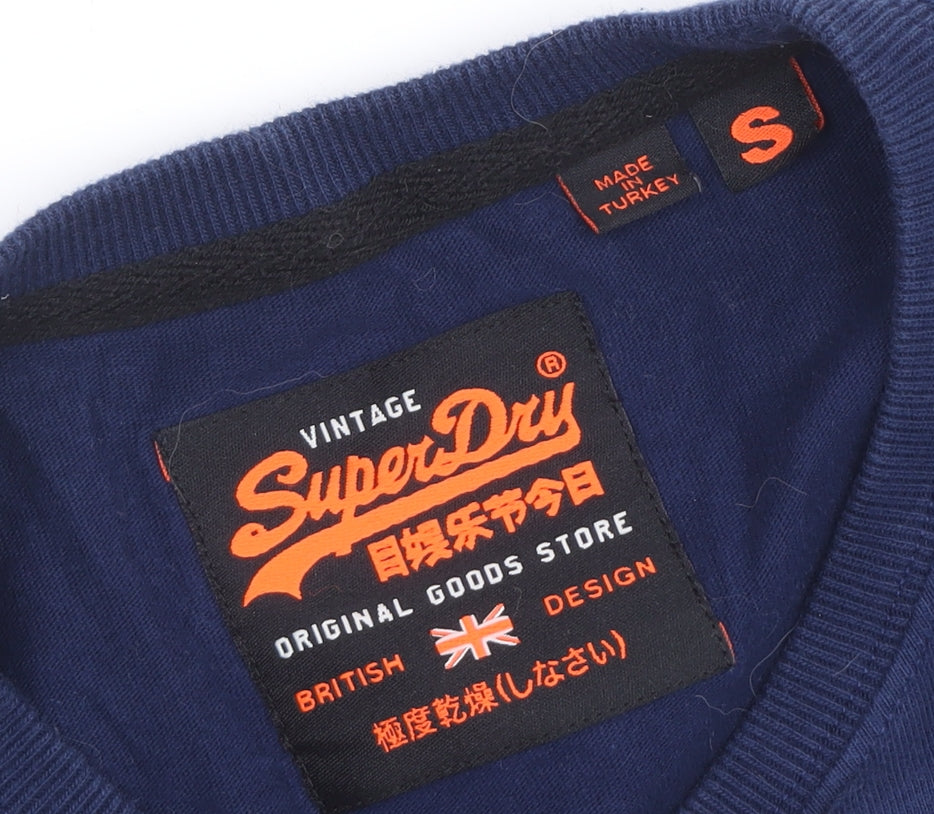 S
MADE
IN
TURKEY
VINTAGE
SuperDry®
目娱乐节今日
ORIGINAL GOODS STORE
BRITISH DESIGN
極度乾燥(しなさい)